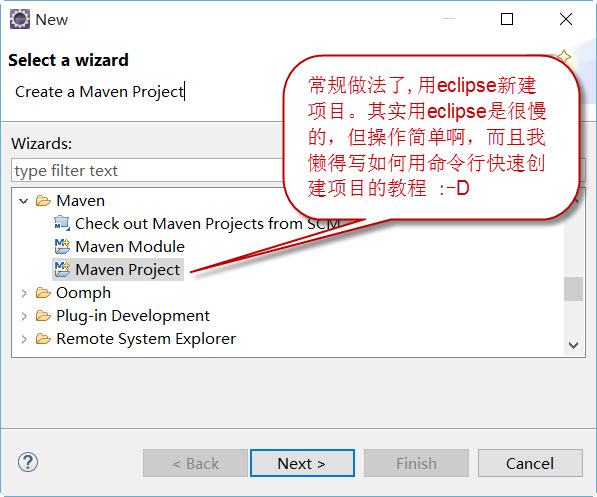 New
Select a wizard
Create a Maven Project
常规做法了,用eclipse新建
项目。其实用eclipse是很慢
的，但操作简单啊，而且我
懒得写如何用命令行快速创
建项目的教程 :-D
Wizards:
type filter text
Maven
Check out Maven Projects from SCM
Maven Module
Maven Project
Oomph
Plug-in Development
Remote System Explorer
?
< Back
Next >
Finish
Cancel